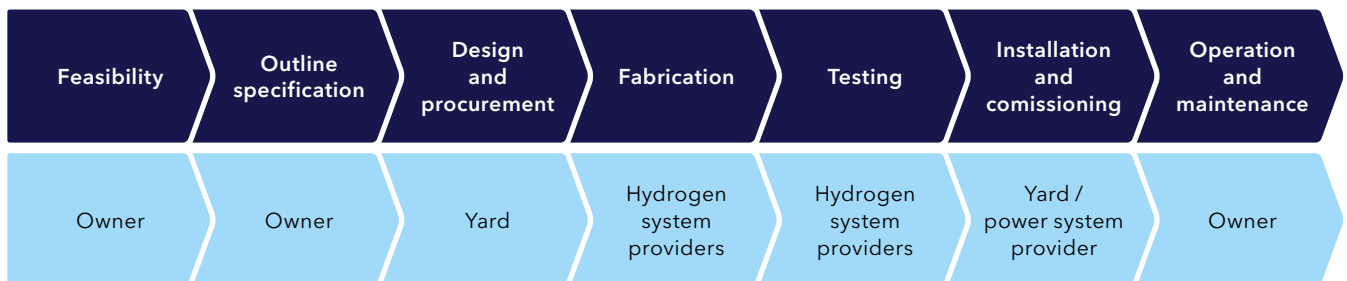 Feasibility
Outline
specification
Design
and
procurement
Fabrication
Testing
Installation
and
comissioning
Operation
and
maintenance
Owner
Owner
Yard
Hydrogen
system
providers
Hydrogen
system
providers
Yard /
power system
provider
Owner